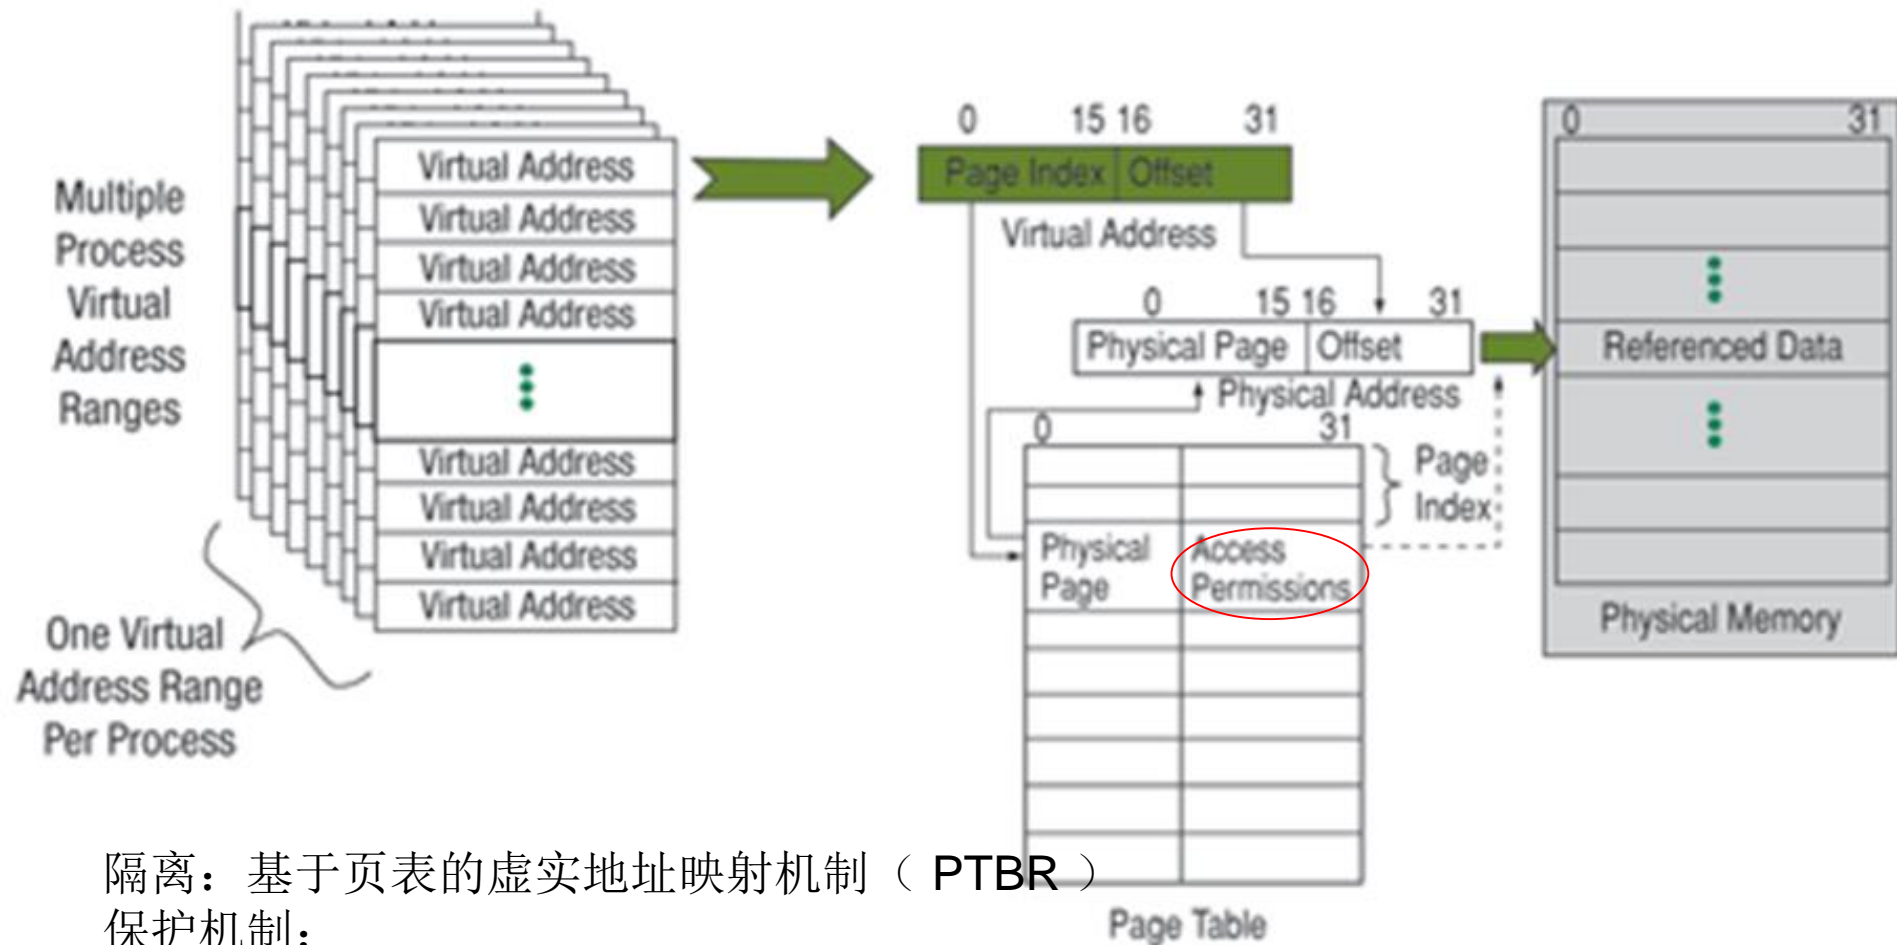 Multiple
Process
Virtual
Address
Ranges
One Virtual
Address Range
Per Process
Virtual Address
Virtual Address
Virtual Address
Virtual Address
Virtual Address
Virtual Address
Virtual Address
Virtual Address
0 15 16 31
Page Index Offset
Virtual Address
0 15 16 31
Physical Page Offset
Physical Address
0 31
Page
Index
Physical
Page
Access
Permissions
Page Table
0 31
Referenced Data
Physical Memory
隔离：基于页表的虚实地址映射机制（ PTBR ）
保护机制：